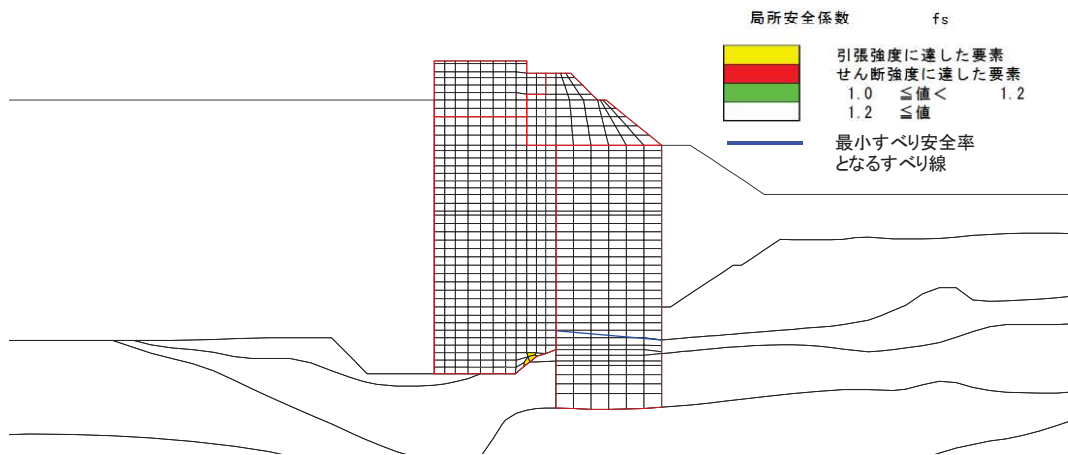 局所安全係数 fs
引張強度に達した要素
せん断強度に達した要素
1.0 ≦値< 1.2
1.2 ≦値
最小すべり安全率
となるすべり線